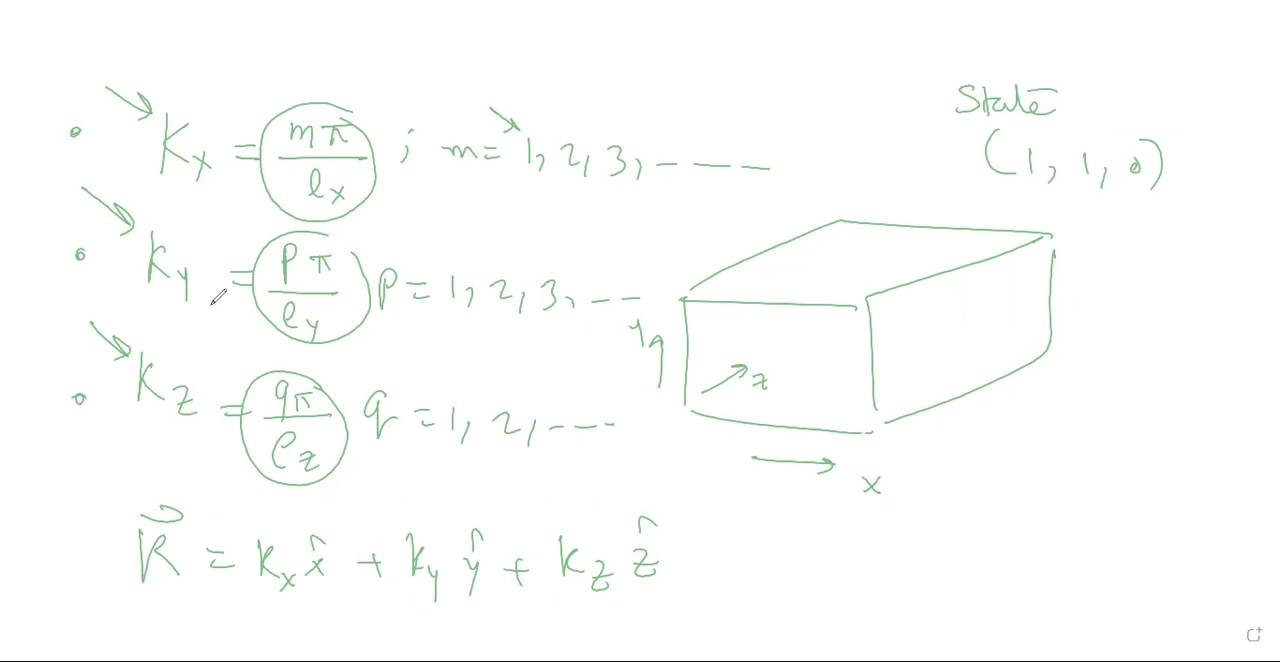 Kx = mπ/lx ; m = 1, 2, 3, - - - -
State
(1, 1, 0)
ky = pπ/ly p = 1, 2, 3, - - -
y
z
kz = qπ/lz q = 1, 2, - - - -
x
k⃗ = kx x̂ + ky ŷ + kz ẑ